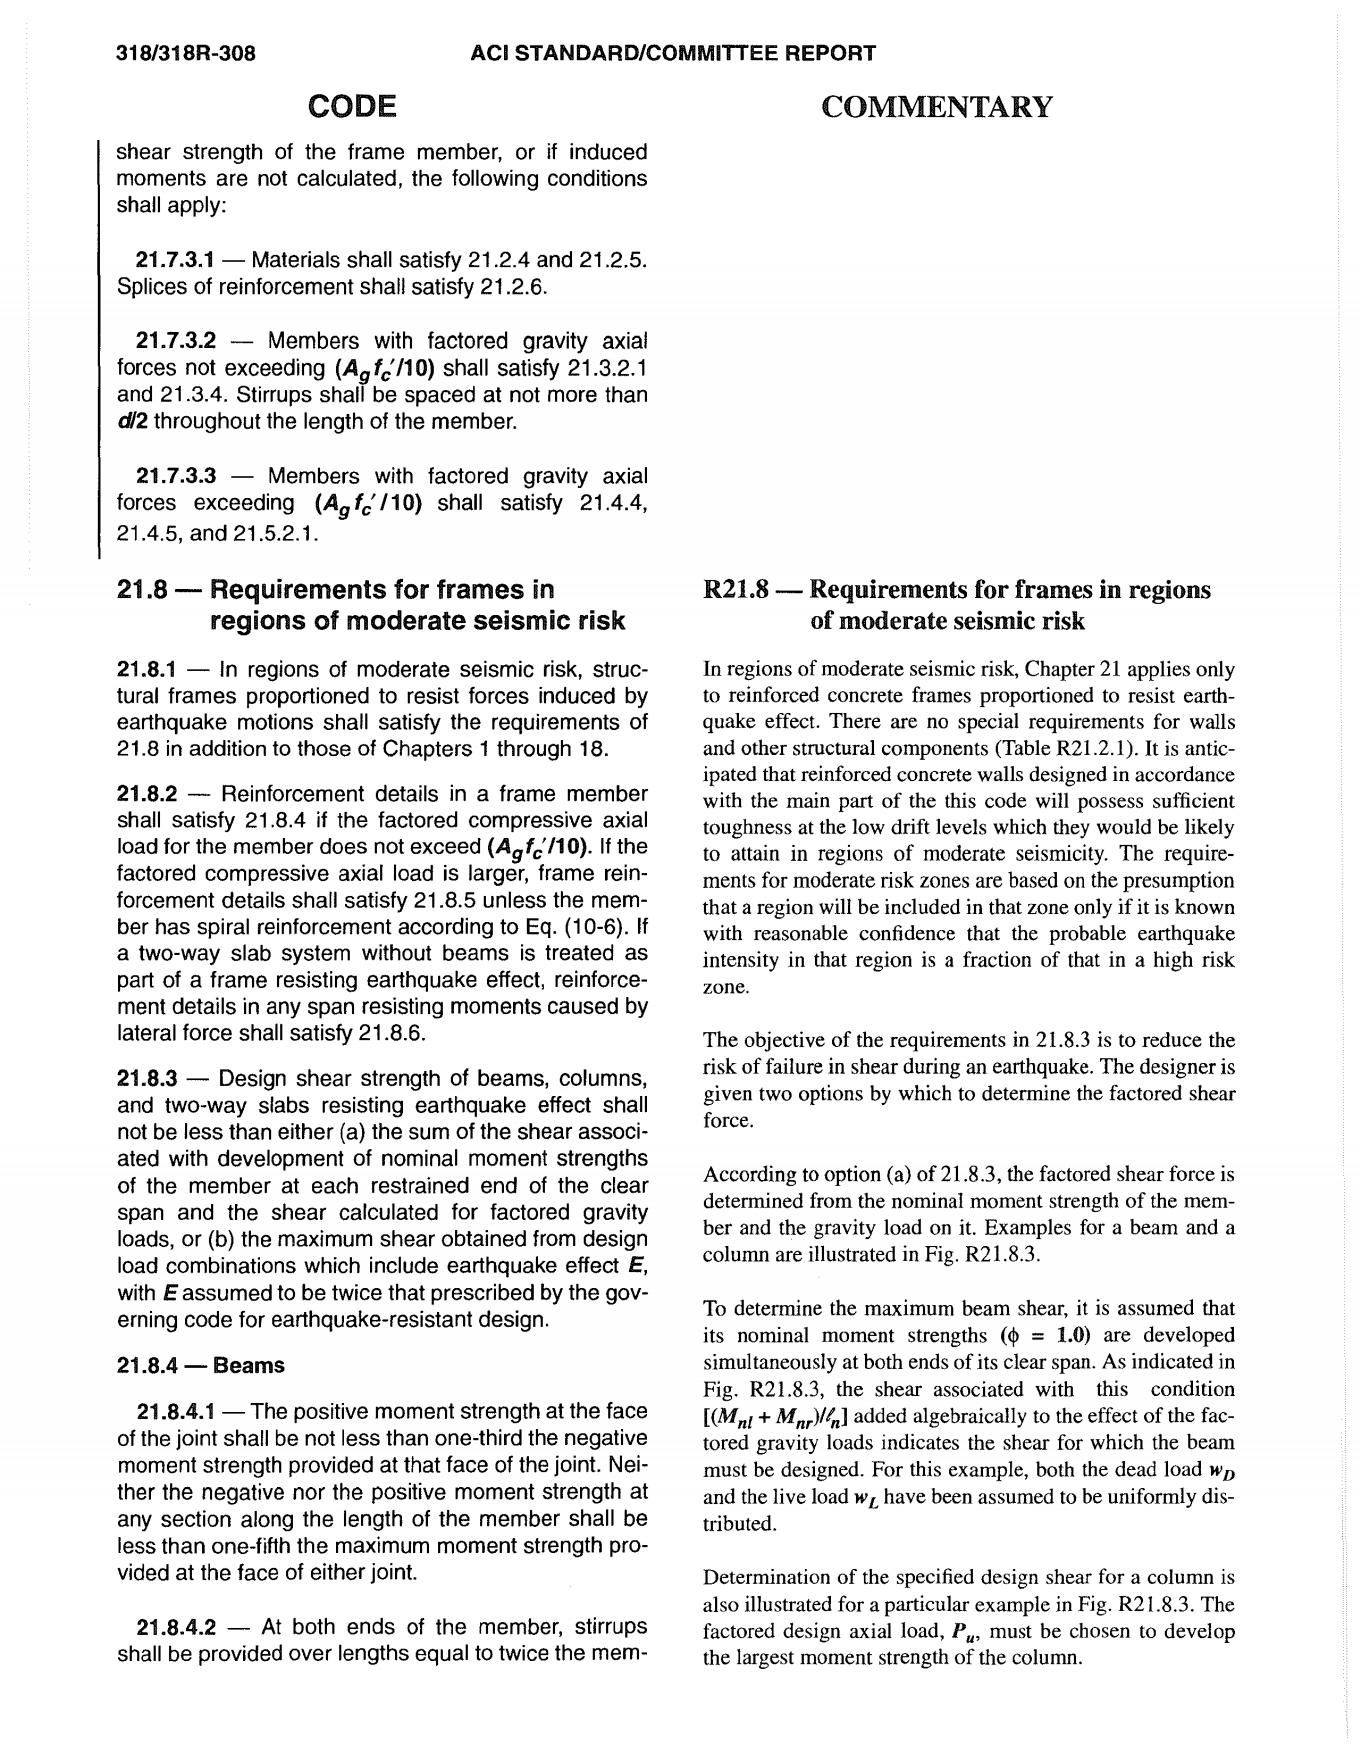 318/318R-308
ACI STANDARD/COMMITTEE REPORT
CODE
shear strength of the frame member, or if induced
moments are not calculated, the following conditions
shall apply:
21.7.3.1 — Materials shall satisfy 21.2.4 and 21.2.5.
Splices of reinforcement shall satisfy 21.2.6.
21.7.3.2 — Members with factored gravity axial
forces not exceeding (A_g f_c′/10) shall satisfy 21.3.2.1
and 21.3.4. Stirrups shall be spaced at not more than
d/2 throughout the length of the member.
21.7.3.3 — Members with factored gravity axial
forces exceeding (A_g f_c′/10) shall satisfy 21.4.4,
21.4.5, and 21.5.2.1.
21.8 — Requirements for frames in
regions of moderate seismic risk
21.8.1 — In regions of moderate seismic risk, struc-
tural frames proportioned to resist forces induced by
earthquake motions shall satisfy the requirements of
21.8 in addition to those of Chapters 1 through 18.
21.8.2 — Reinforcement details in a frame member
shall satisfy 21.8.4 if the factored compressive axial
load for the member does not exceed (A_g f_c′/10). If the
factored compressive axial load is larger, frame rein-
forcement details shall satisfy 21.8.5 unless the mem-
ber has spiral reinforcement according to Eq. (10-6). If
a two-way slab system without beams is treated as
part of a frame resisting earthquake effect, reinforce-
ment details in any span resisting moments caused by
lateral force shall satisfy 21.8.6.
21.8.3 — Design shear strength of beams, columns,
and two-way slabs resisting earthquake effect shall
not be less than either (a) the sum of the shear associ-
ated with development of nominal moment strengths
of the member at each restrained end of the clear
span and the shear calculated for factored gravity
loads, or (b) the maximum shear obtained from design
load combinations which include earthquake effect E,
with E assumed to be twice that prescribed by the gov-
erning code for earthquake-resistant design.
21.8.4 — Beams
21.8.4.1 — The positive moment strength at the face
of the joint shall be not less than one-third the negative
moment strength provided at that face of the joint. Nei-
ther the negative nor the positive moment strength at
any section along the length of the member shall be
less than one-fifth the maximum moment strength pro-
vided at the face of either joint.
21.8.4.2 — At both ends of the member, stirrups
shall be provided over lengths equal to twice the mem-
COMMENTARY
R21.8 — Requirements for frames in regions
of moderate seismic risk
In regions of moderate seismic risk, Chapter 21 applies only
to reinforced concrete frames proportioned to resist earth-
quake effect. There are no special requirements for walls
and other structural components (Table R21.2.1). It is antic-
ipated that reinforced concrete walls designed in accordance
with the main part of the this code will possess sufficient
toughness at the low drift levels which they would be likely
to attain in regions of moderate seismicity. The require-
ments for moderate risk zones are based on the presumption
that a region will be included in that zone only if it is known
with reasonable confidence that the probable earthquake
intensity in that region is a fraction of that in a high risk
zone.
The objective of the requirements in 21.8.3 is to reduce the
risk of failure in shear during an earthquake. The designer is
given two options by which to determine the factored shear
force.
According to option (a) of 21.8.3, the factored shear force is
determined from the nominal moment strength of the mem-
ber and the gravity load on it. Examples for a beam and a
column are illustrated in Fig. R21.8.3.
To determine the maximum beam shear, it is assumed that
its nominal moment strengths (ϕ = 1.0) are developed
simultaneously at both ends of its clear span. As indicated in
Fig. R21.8.3, the shear associated with this condition
[(M_nl + M_nr)/ℓ_n] added algebraically to the effect of the fac-
tored gravity loads indicates the shear for which the beam
must be designed. For this example, both the dead load w_D
and the live load w_L have been assumed to be uniformly dis-
tributed.
Determination of the specified design shear for a column is
also illustrated for a particular example in Fig. R21.8.3. The
factored design axial load, P_u, must be chosen to develop
the largest moment strength of the column.